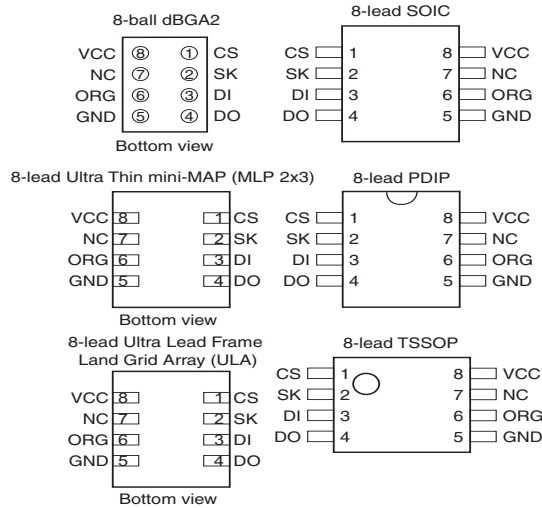 8-ball dBGA2
VCC 8 1 CS
NC 7 2 SK
ORG 6 3 DI
GND 5 4 DO
Bottom view
8-lead SOIC
CS 1 8 VCC
SK 2 7 NC
DI 3 6 ORG
DO 4 5 GND
8-lead Ultra Thin mini-MAP (MLP 2x3)
VCC 8 1 CS
NC 7 2 SK
ORG 6 3 DI
GND 5 4 DO
Bottom view
8-lead PDIP
CS 1 8 VCC
SK 2 7 NC
DI 3 6 ORG
DO 4 5 GND
8-lead Ultra Lead Frame
Land Grid Array (ULA)
VCC 8 1 CS
NC 7 2 SK
ORG 6 3 DI
GND 5 4 DO
Bottom view
8-lead TSSOP
CS 1 8 VCC
SK 2 7 NC
DI 3 6 ORG
DO 4 5 GND